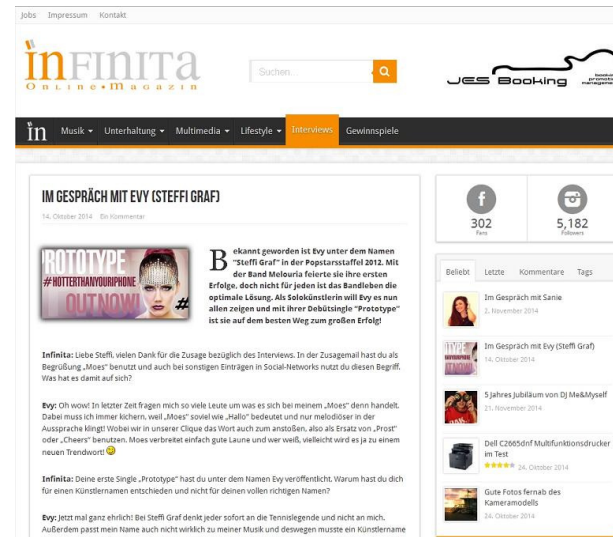 Jobs Impressum Kontakt
inFINITa
ONLINE•MAGAZIN
Suchen...
JES Booking
in Musik Unterhaltung Multimedia Lifestyle Interviews Gewinnspiele
IM GESPRÄCH MIT EVY (STEFFI GRAF)
14. Oktober 2014 Ein Kommentar
PROTOTYPE
#HOTTERTHANYOURIPHONE
OUTNOW!
#
Bekannt geworden ist Evy unter dem Namen
"Steffi Graf" in der Popstarsstaffel 2012. Mit
der Band Melouria feierte sie ihre ersten
Erfolge, doch nicht für jeden ist das Bandleben die
optimale Lösung. Als Solokünstlerin will Evy es nun
allen zeigen und mit ihrer Debütsingle "Prototype"
ist sie auf dem besten Weg zum großen Erfolg!
Infinita: Liebe Steffi, vielen Dank für die Zusage bezüglich des Interviews. In der Zusagemail hast du als
Begrüßung „Moes" benutzt und auch bei sonstigen Einträgen in Social-Networks nutzt du diesen Begriff.
Was hat es damit auf sich?
Evy: Oh wow! In letzter Zeit fragen mich so viele Leute um was es sich bei meinem „Moes" denn handelt.
Dabei muss ich immer kichern, weil „Moes" soviel wie „Hallo" bedeutet und nur melodiöser in der
Aussprache klingt! Wobei wir in unserer Clique das Wort auch zum anstoßen, also als Ersatz von „Prost"
oder „Cheers" benutzen. Moes verbreitet einfach gute Laune und wer weiß, vielleicht wird es ja zu einem
neuen Trendwort!
Infinita: Deine erste Single „Prototype" hast du unter dem Namen Evy veröffentlicht. Warum hast du dich
für einen Künstlernamen entschieden und nicht für deinen vollen richtigen Namen?
Evy: Jetzt mal ganz ehrlich! Bei Steffi Graf denkt jeder sofort an die Tennislegende und nicht an mich.
Außerdem passt mein Name auch nicht wirklich zu meiner Musik und deswegen musste ein Künstlername
302
Fans
5,182
Followers
Beliebt Letzte Kommentare Tags
Im Gespräch mit Sanie
2. November 2014
Im Gespräch mit Evy (Steffi Graf)
14. Oktober 2014
5 Jahres Jubiläum von DJ Me&Myself
21. November 2014
Dell C2665dnf Multifunktionsdrucker
im Test
24. Oktober 2014
Gute Fotos fernab des
Kameramodells
24. Oktober 2014